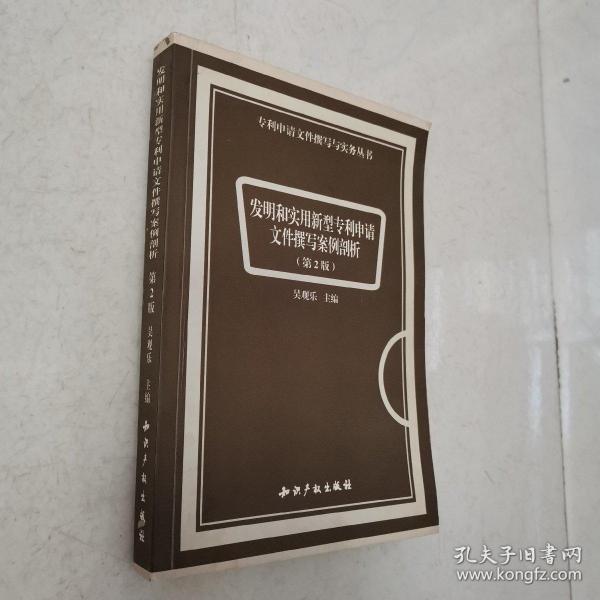 专利申请文件撰写与实务丛书
发明和实用新型专利申请
文件撰写案例剖析
（第2版）
吴观乐 主编
知识产权出版社
发明和实用新型专利申请文件撰写案例剖析 第2版 吴观乐 主编 知识产权出版社
孔夫子旧书网
www.kongfz.com